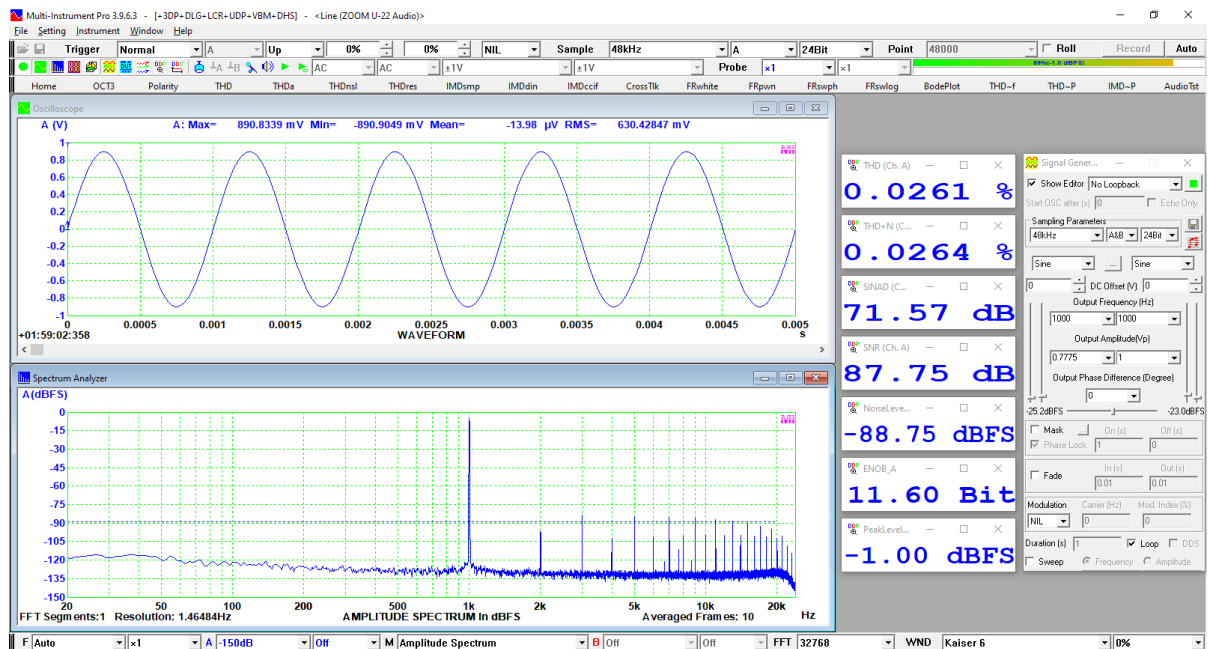 Multi-Instrument Pro 3.9.6.3 - [+3DP+DLG+LCR+UDP+VBM+DHS] - <Line (ZOOM U-22 Audio)>
File Setting Instrument Window Help
Trigger Normal A Up 0% 0% NIL Sample 48kHz A 24Bit Point 48000 Roll Record Auto
AC AC ±1V ±1V Probe ×1 ×1 89%(-1.0 dBFS)
Home OCT3 Polarity THD THDa THDnsl THDres IMDsmp IMDdin IMDccif CrossTlk FRwhite FRpwn FRswph FRswlog BodePlot THD~f THD~P IMD~P AudioTst
Oscilloscope
A (V) A: Max= 890.8339 mV Min= -890.9049 mV Mean= -13.98 µV RMS= 630.42847 mV
Mi
1
0.8
0.6
0.4
0.2
0
-0.2
-0.4
-0.6
-0.8
-1
0 0.0005 0.001 0.0015 0.002 0.0025 0.003 0.0035 0.004 0.0045 0.005
+01:59:02:358 WAVEFORM s
Spectrum Analyzer
A(dBFS)
Mi
0
-15
-30
-45
-60
-75
-90
-105
-120
-135
-150
20 50 100 200 500 1k 2k 5k 10k 20k Hz
FFT Segments:1 Resolution: 1.46484Hz AMPLITUDE SPECTRUM in dBFS Averaged Frames: 10
THD (Ch. A)
0.0261 %
THD+N (C...
0.0264 %
SINAD (C...
71.57 dB
SNR (Ch. A)
87.75 dB
NoiseLeve...
-88.75 dBFS
ENOB_A
11.60 Bit
PeakLevel...
-1.00 dBFS
Signal Gener...
Show Editor No Loopback
Start OSC after (s) 0 Echo Only
Sampling Parameters
48kHz A&B 24Bit
Sine ... Sine
0 DC Offset (V) 0
Output Frequency (Hz)
1000 1000
Output Amplitude(Vp)
0.7775 1
Output Phase Difference (Degree)
0
-25.2dBFS -23.0dBFS
Mask ... On (s) Off (s)
Phase Lock 1 0
Fade In (s) Out (s)
0.01 0.01
Modulation Carrier (Hz) Mod. Index (%)
NIL 0 0
Duration (s) 1 Loop DDS
Sweep Frequency Amplitude
F Auto ×1 A -150dB Off M Amplitude Spectrum B Off Off FFT 32768 WND Kaiser 6 0%